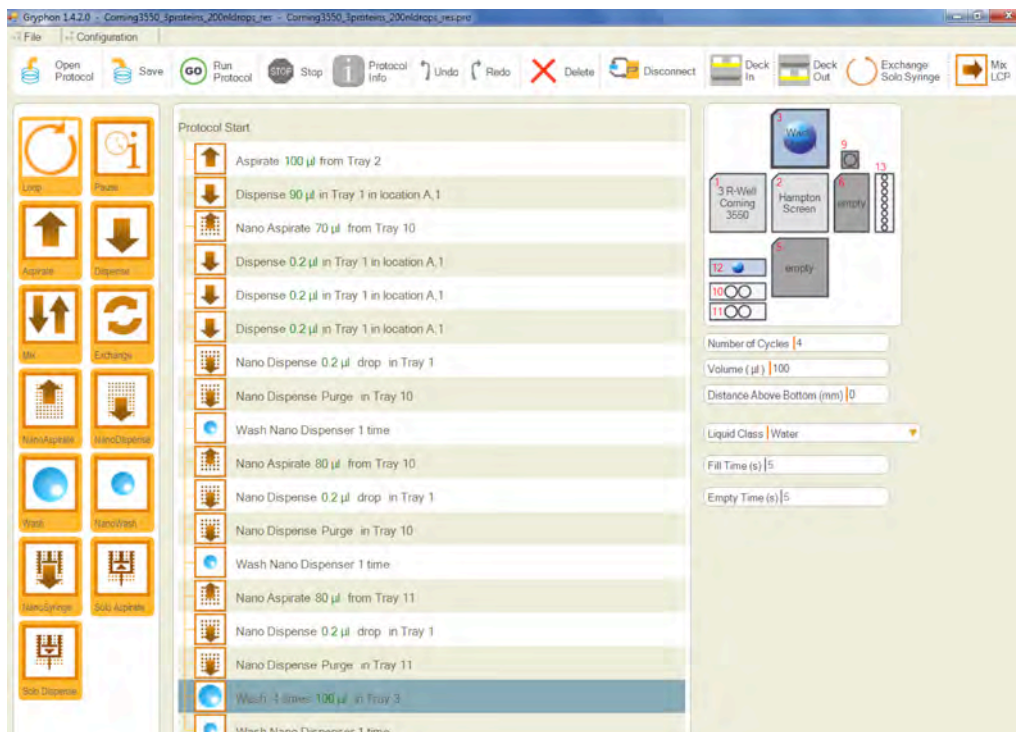 Gryphon 1.4.2.0 - Corning3550_3proteins_200nldrops_res - Corning3550_3proteins_200nldrops_res.pro
File Configuration
Open Protocol Save GO Run Protocol STOP Stop Protocol Info Undo Redo Delete Disconnect Deck In Deck Out Exchange Solo Syringe Mix LCP
Loop Pause
Aspirate Dispense
Mix Exchange
NanoAspirate NanoDispense
Wash NanoWash
NanoSyringe Solo Aspirate
Solo Dispense
Protocol Start
Aspirate 100 µl from Tray 2
Dispense 90 µl in Tray 1 in location A,1
Nano Aspirate 70 µl from Tray 10
Dispense 0.2 µl in Tray 1 in location A,1
Dispense 0.2 µl in Tray 1 in location A,1
Dispense 0.2 µl in Tray 1 in location A,1
Nano Dispense 0.2 µl drop in Tray 1
Nano Dispense Purge in Tray 10
Wash Nano Dispenser 1 time
Nano Aspirate 80 µl from Tray 10
Nano Dispense 0.2 µl drop in Tray 1
Nano Dispense Purge in Tray 10
Wash Nano Dispenser 1 time
Nano Aspirate 80 µl from Tray 11
Nano Dispense 0.2 µl drop in Tray 1
Nano Dispense Purge in Tray 11
Wash 4 times 100 µl in Tray 3
Wash Nano Dispenser 1 time
3
Wash
9
13
1
3 R-Well
Corning
3550
2
Hampton
Screen
6
empty
5
empty
12
10
11
Number of Cycles 4
Volume ( µl ) 100
Distance Above Bottom (mm) 0
Liquid Class Water
Fill Time (s) 5
Empty Time (s) 5